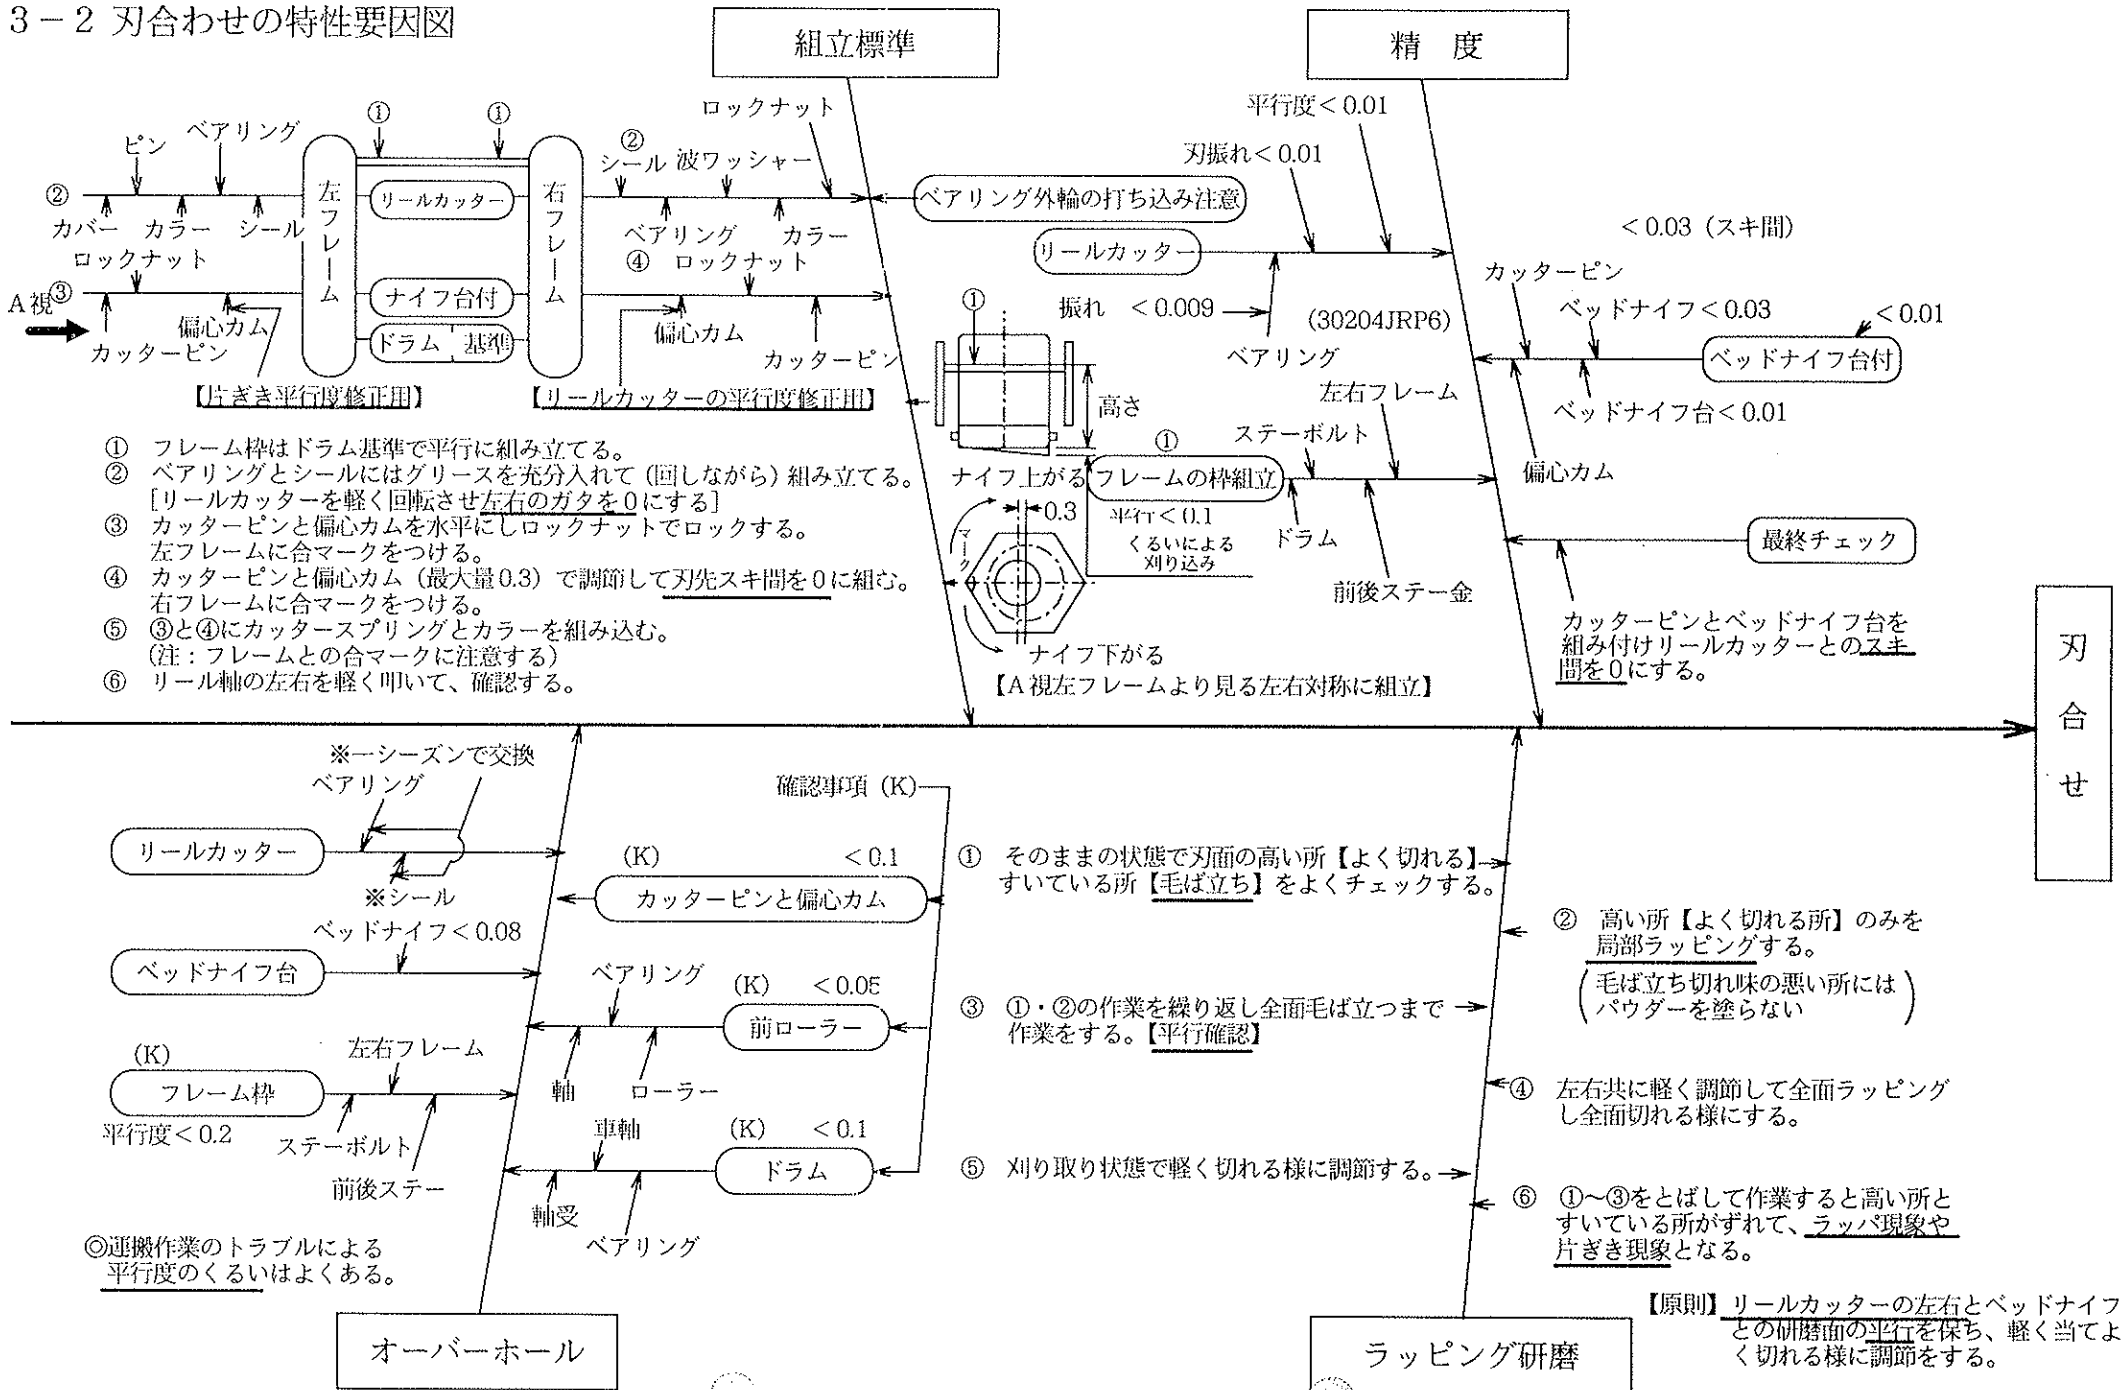 3－2 刃合わせの特性要因図
組立標準
精　度
ロックナット
平行度＜0.01
①
①
ピン
ベアリング
②
シール
波ワッシャー
刃振れ＜0.01
②
左フレーム
リールカッター
右フレーム
ベアリング外輪の打ち込み注意
カバー
カラー
シール
ベアリング
カラー
リールカッター
＜0.03（スキ間）
ロックナット
④
ロックナット
カッターピン
A視
③
ナイフ台付
①
振れ　＜0.009
（30204JRP6）
ベッドナイフ＜0.03
＜0.01
偏心カム
カッターピン
ドラム
基準
偏心カム
カッターピン
ベアリング
ベッドナイフ台付
【片ぎき平行度修正用】
【リールカッターの平行度修正用】
高さ
左右フレーム
ベッドナイフ台＜0.01
①　フレーム枠はドラム基準で平行に組み立てる。
②　ベアリングとシールにはグリースを充分入れて（回しながら）組み立てる。
［リールカッターを軽く回転させ左右のガタを0にする］
③　カッターピンと偏心カムを水平にしロックナットでロックする。
左フレームに合マークをつける。
④　カッターピンと偏心カム（最大量0.3）で調節して刃先スキ間を0に組む。
右フレームに合マークをつける。
⑤　③と④にカッタースプリングとカラーを組み込む。
（注：フレームとの合マークに注意する）
⑥　リール軸の左右を軽く叩いて、確認する。
①
ステーボルト
ナイフ上がる
フレームの枠組立
偏心カム
0.3
平行＜0.1
マーク
くるいによる
刈り込み
ドラム
最終チェック
前後ステー金
ナイフ下がる
【A視左フレームより見る左右対称に組立】
カッターピンとベッドナイフ台を
組み付けリールカッターとのスキ
間を0にする。
刃合せ
※一シーズンで交換
ベアリング
確認事項（K）
リールカッター
※シール
（K）
＜0.1
カッターピンと偏心カム
ベッドナイフ＜0.08
ベッドナイフ台
ベアリング
（K）
＜0.05
前ローラー
軸
ローラー
（K）
左右フレーム
フレーム枠
平行度＜0.2
ステーボルト
前後ステー
車軸
（K）
＜0.1
ドラム
軸受
ベアリング
◎運搬作業のトラブルによる
平行度のくるいはよくある。
オーバーホール
①　そのままの状態で刃面の高い所【よく切れる】
すいている所【毛ば立ち】をよくチェックする。
②　高い所【よく切れる所】のみを
局部ラッピングする。
（毛ば立ち切れ味の悪い所には
パウダーを塗らない）
③　①・②の作業を繰り返し全面毛ば立つまで
作業をする。【平行確認】
④　左右共に軽く調節して全面ラッピング
し全面切れる様にする。
⑤　刈り取り状態で軽く切れる様に調節する。
⑥　①～③をとばして作業すると高い所と
すいている所がずれて、ラッパ現象や
片ぎき現象となる。
ラッピング研磨
【原則】リールカッターの左右とベッドナイフ
との研磨面の平行を保ち、軽く当てよ
く切れる様に調節をする。